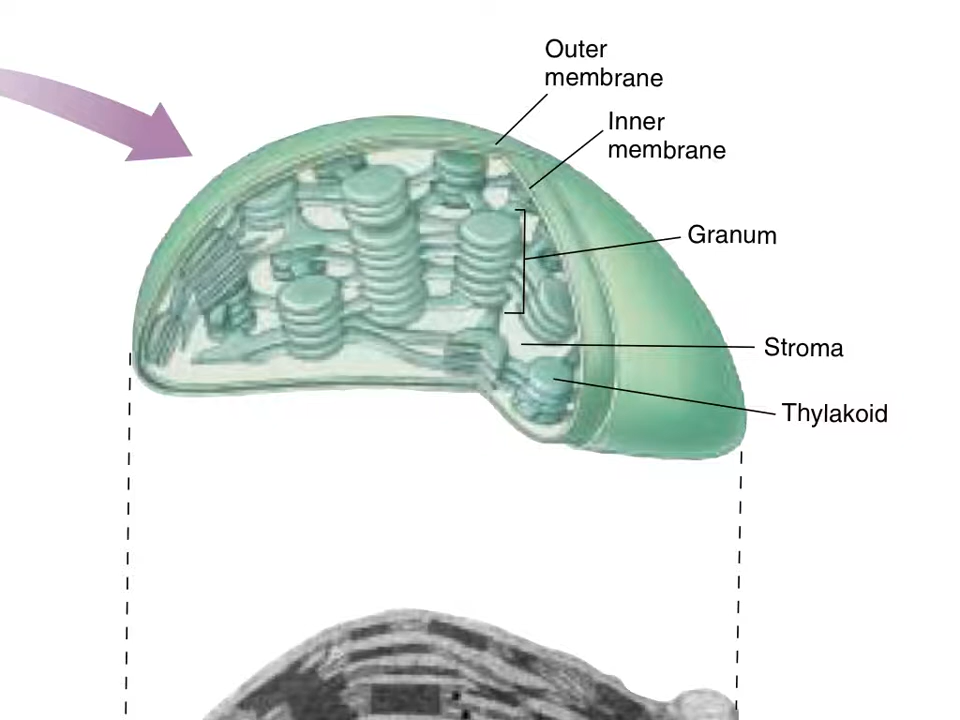 Outer
membrane
Inner
membrane
Granum
Stroma
Thylakoid